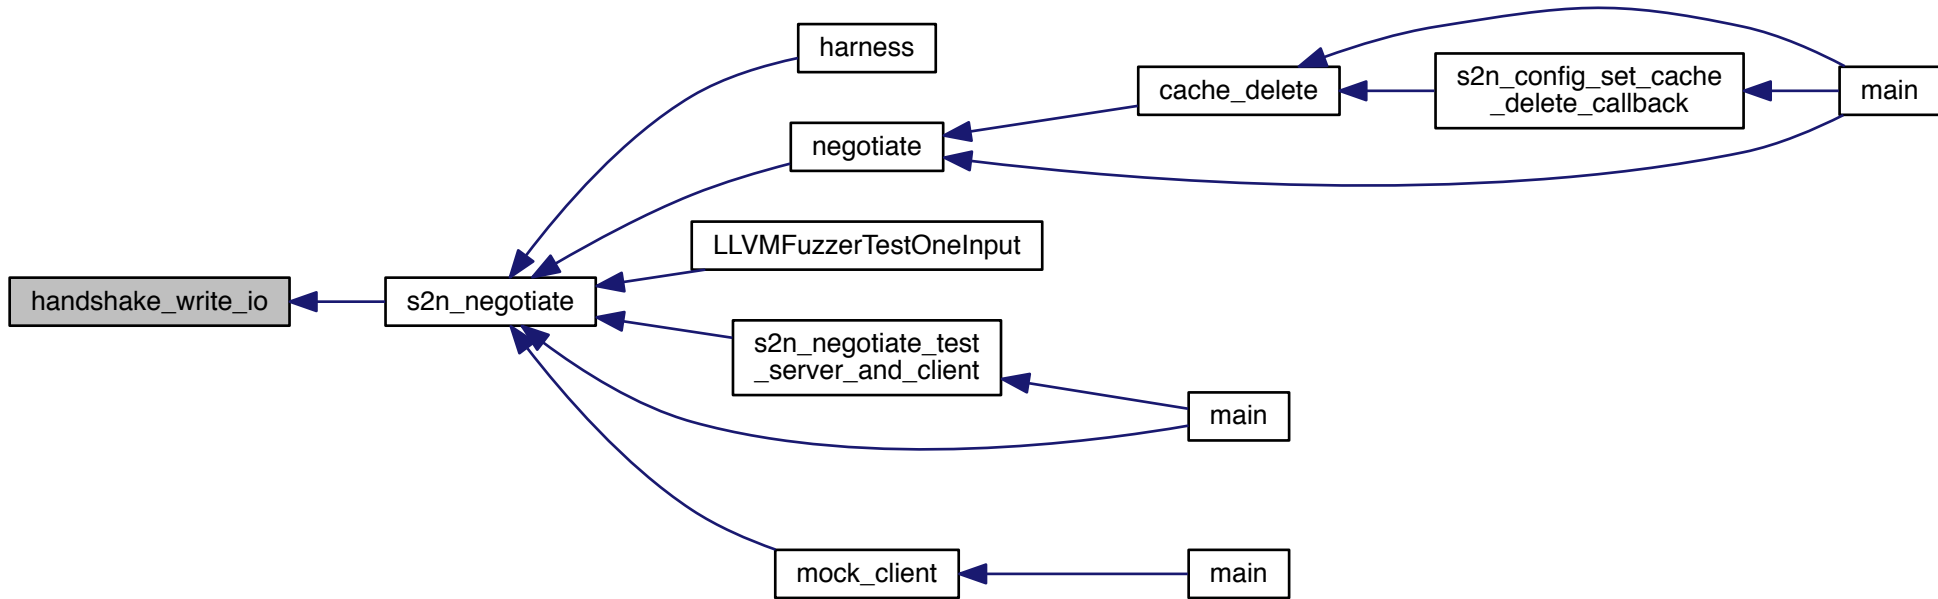 harness
cache_delete
s2n_config_set_cache
_delete_callback
main
negotiate
LLVMFuzzerTestOneInput
handshake_write_io
s2n_negotiate
s2n_negotiate_test
_server_and_client
main
mock_client
main